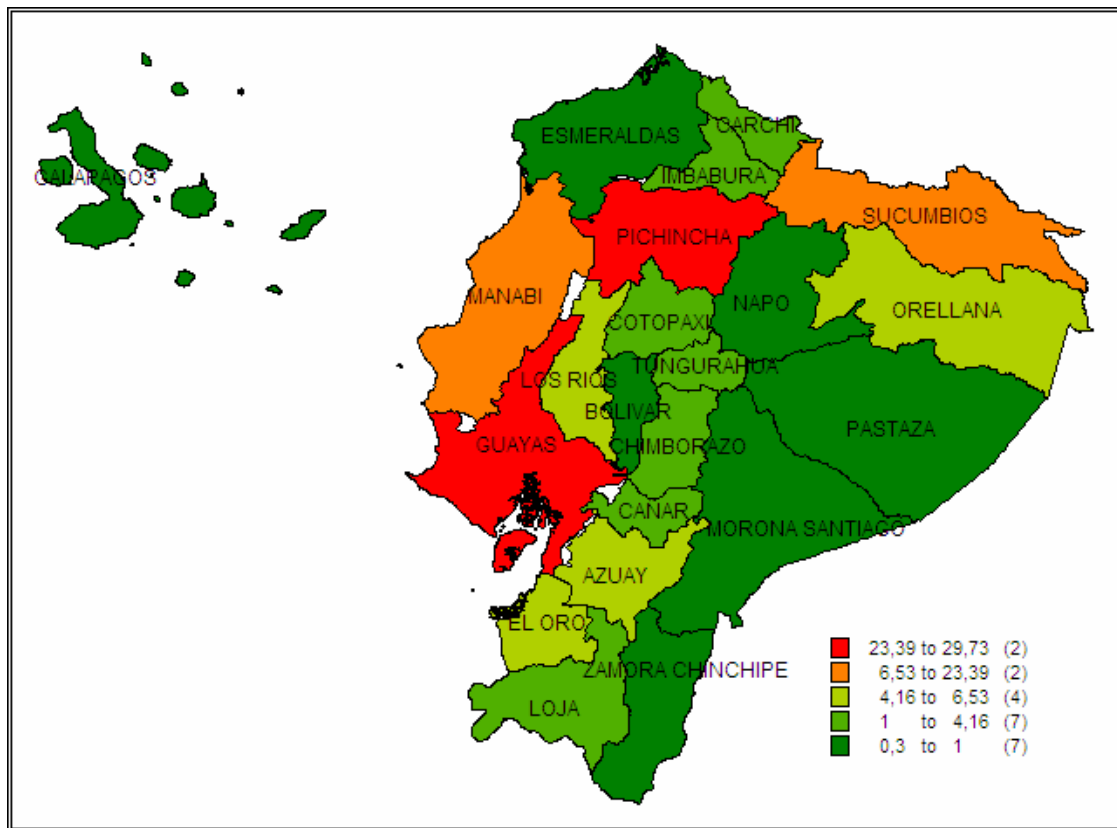 CARCHI
ESMERALDAS
GALAPAGOS
IMBABURA
SUCUMBIOS
PICHINCHA
MANABI
NAPO
ORELLANA
COTOPAXI
TUNGURAHUA
LOS RIOS
BOLIVAR
PASTAZA
GUAYAS
CHIMBORAZO
CAÑAR
MORONA SANTIAGO
AZUAY
EL ORO
ZAMORA CHINCHIPE
LOJA
23,39 to 29,73 (2)
6,53 to 23,39 (2)
4,16 to 6,53 (4)
1 to 4,16 (7)
0,3 to 1 (7)